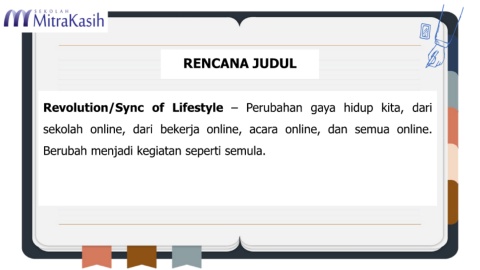 SEKOLAH
MitraKasih
RENCANA JUDUL
Revolution/Sync of Lifestyle – Perubahan gaya hidup kita, dari
sekolah online, dari bekerja online, acara online, dan semua online.
Berubah menjadi kegiatan seperti semula.